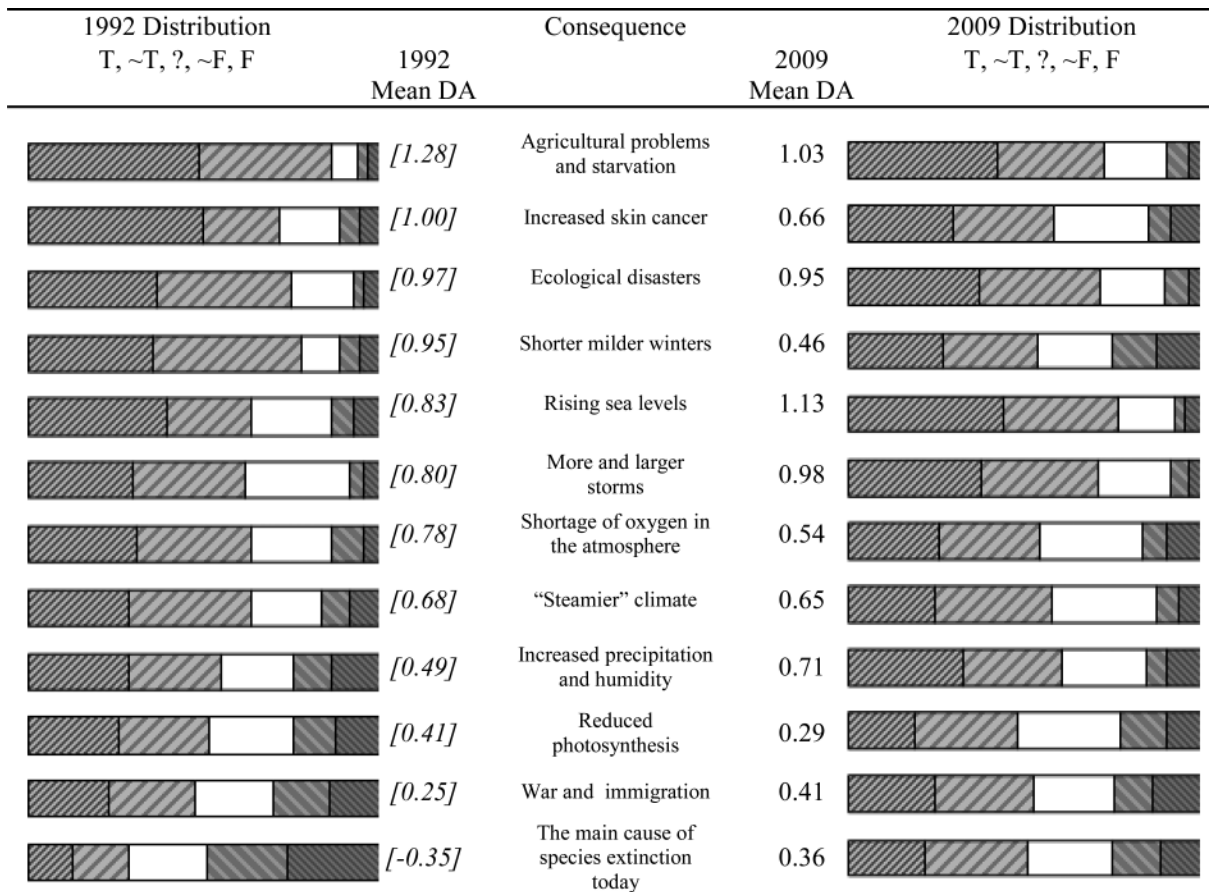 1992 Distribution Consequence 2009 Distribution
T, ~T, ?, ~F, F 1992 2009 T, ~T, ?, ~F, F
Mean DA Mean DA
[1.28] Agricultural problems 1.03
and starvation
[1.00] Increased skin cancer 0.66
[0.97] Ecological disasters 0.95
[0.95] Shorter milder winters 0.46
[0.83] Rising sea levels 1.13
[0.80] More and larger 0.98
storms
[0.78] Shortage of oxygen in 0.54
the atmosphere
[0.68] “Steamier” climate 0.65
[0.49] Increased precipitation 0.71
and humidity
[0.41] Reduced 0.29
photosynthesis
[0.25] War and immigration 0.41
The main cause of
[-0.35] species extinction 0.36
today